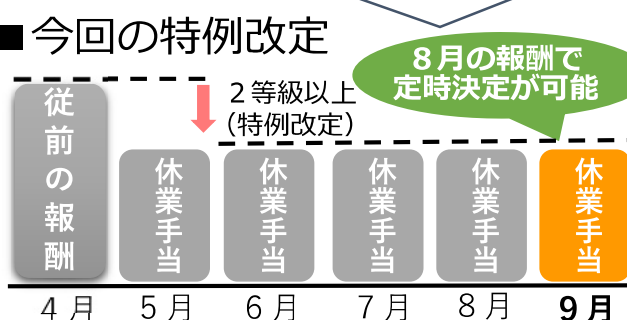 ■今回の特例改定
８月の報酬で
定時決定が可能
２等級以上
（特例改定）
従前の報酬
休業手当
休業手当
休業手当
休業手当
休業手当
４月
５月
６月
７月
８月
９月